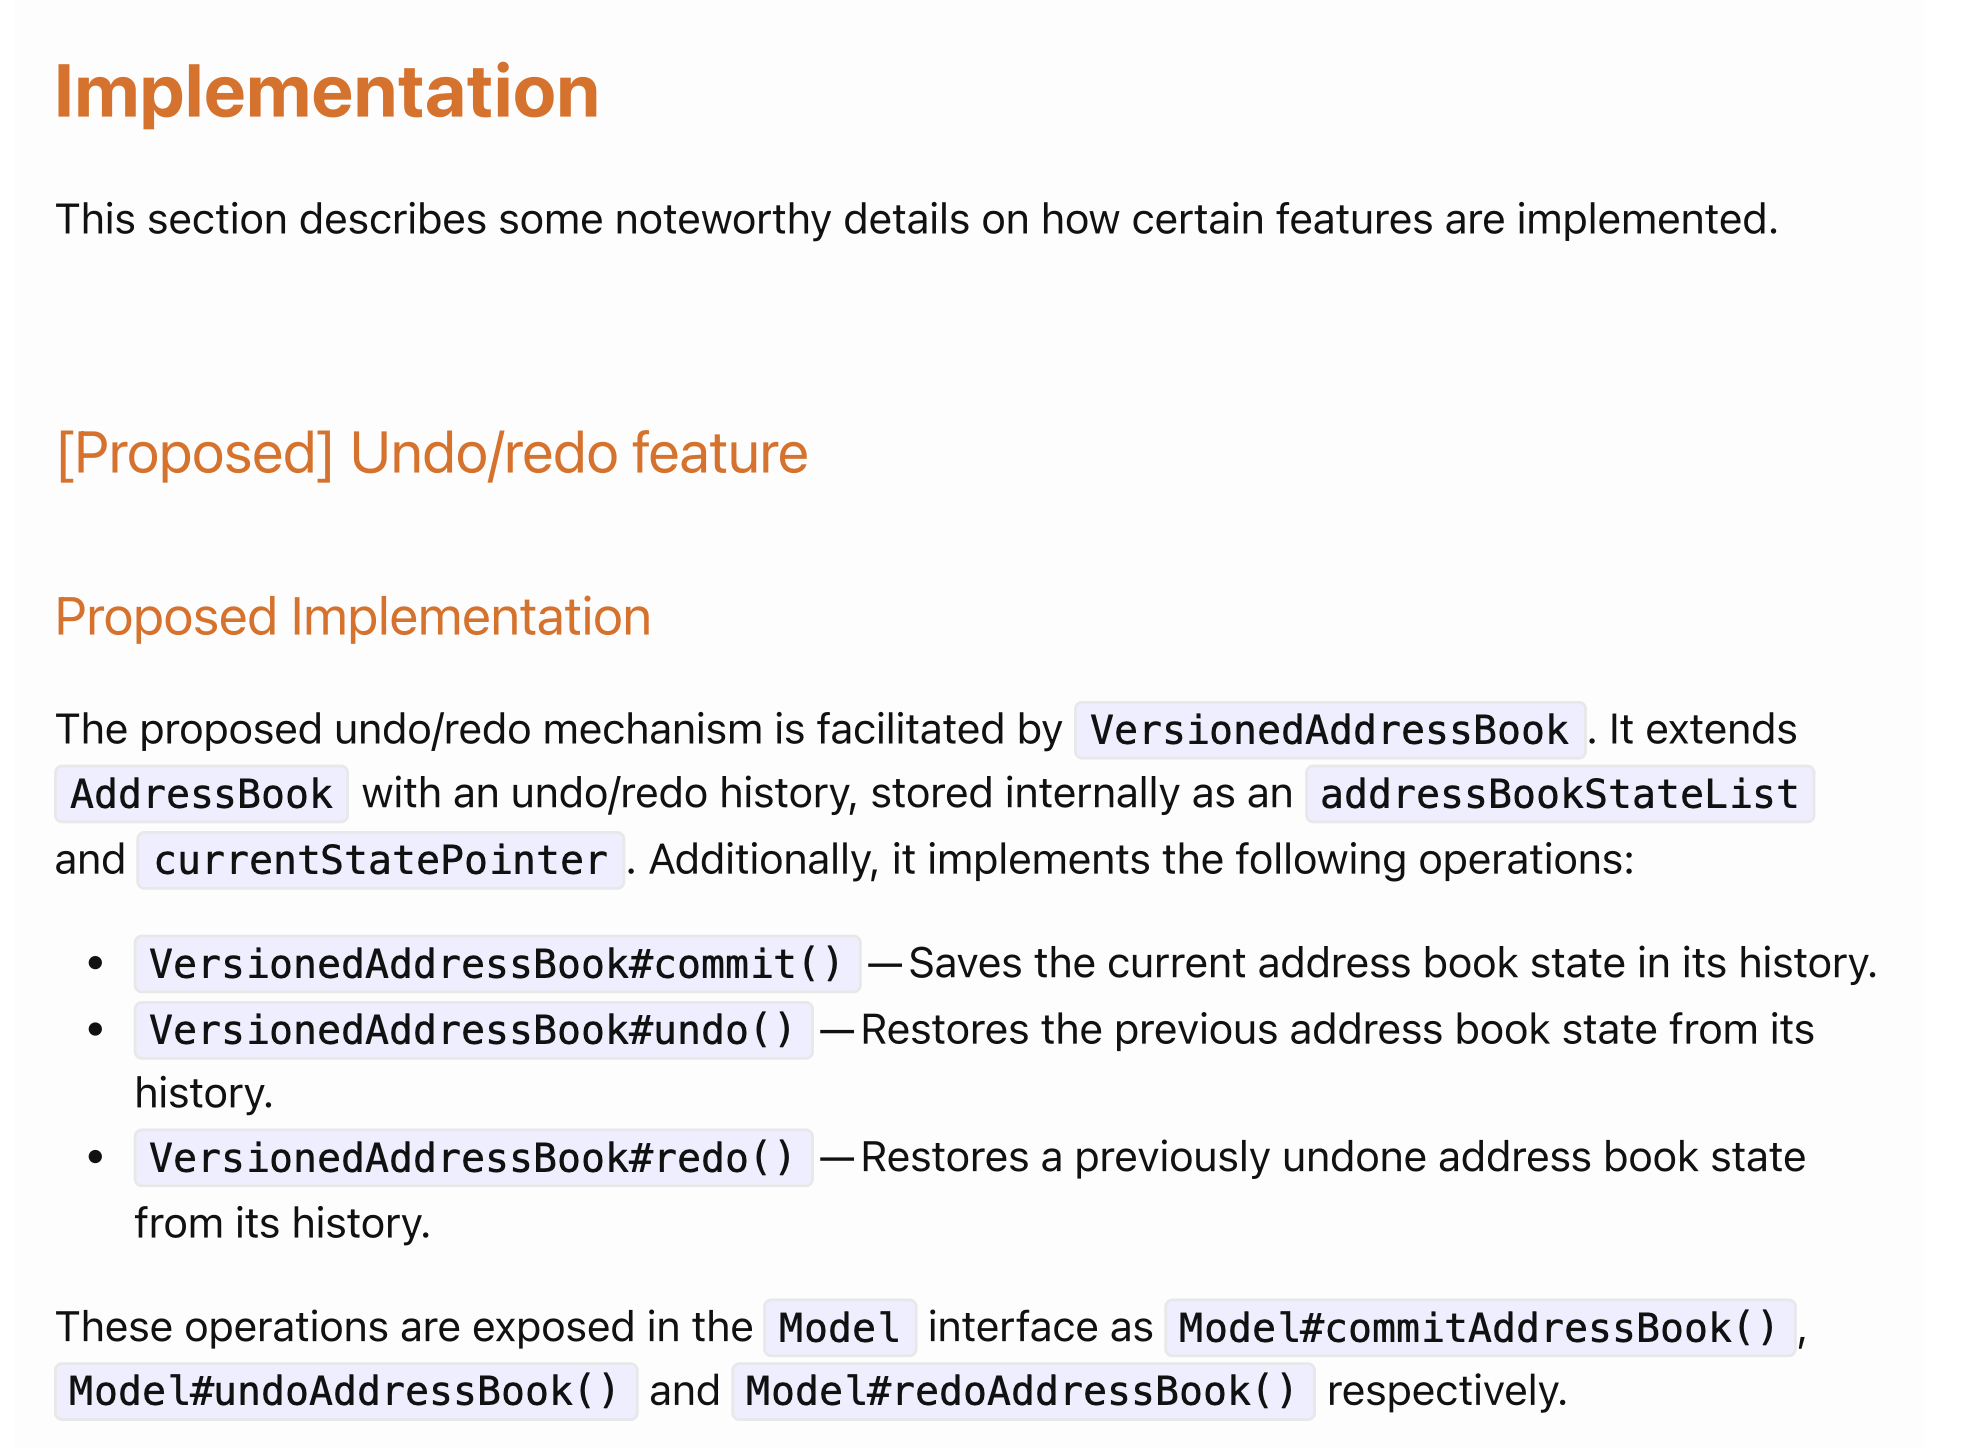 Implementation
This section describes some noteworthy details on how certain features are implemented.
[Proposed] Undo/redo feature
Proposed Implementation
The proposed undo/redo mechanism is facilitated by VersionedAddressBook. It extends
AddressBook with an undo/redo history, stored internally as an addressBookStateList
and currentStatePointer. Additionally, it implements the following operations:
• VersionedAddressBook#commit() — Saves the current address book state in its history.
• VersionedAddressBook#undo() — Restores the previous address book state from its
history.
• VersionedAddressBook#redo() — Restores a previously undone address book state
from its history.
These operations are exposed in the Model interface as Model#commitAddressBook(),
Model#undoAddressBook() and Model#redoAddressBook() respectively.